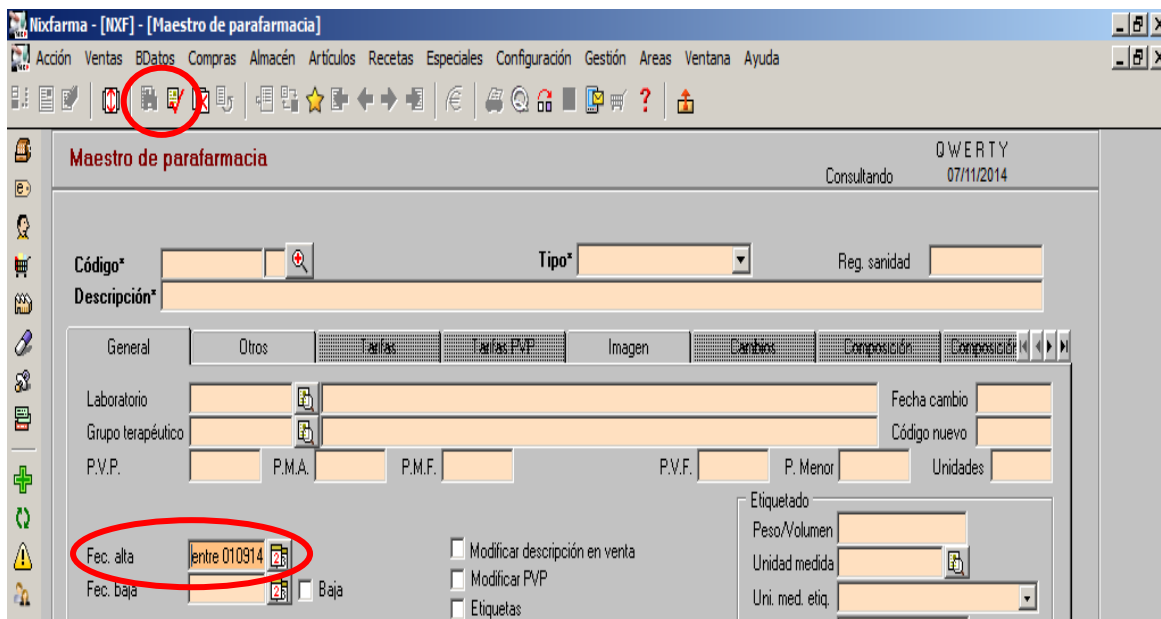 Nixfarma - [NXF] - [Maestro de parafarmacia]
Acción Ventas BDatos Compras Almacén Artículos Recetas Especiales Configuración Gestión Areas Ventana Ayuda
Maestro de parafarmacia
QWERTY
Consultando 07/11/2014
Código* Tipo* Reg. sanidad
Descripción*
General Otros Tarifas Tarifas PVP Imagen Cambios Composición Composición
Laboratorio Fecha cambio
Grupo terapéutico Código nuevo
P.V.P. P.M.A. P.M.F. P.V.F. P. Menor Unidades
Etiquetado
Peso/Volumen
Fec. alta entre 010914 Modificar descripción en venta Unidad medida
Fec. baja Baja Modificar PVP
Etiquetas Uni. med. etiq.